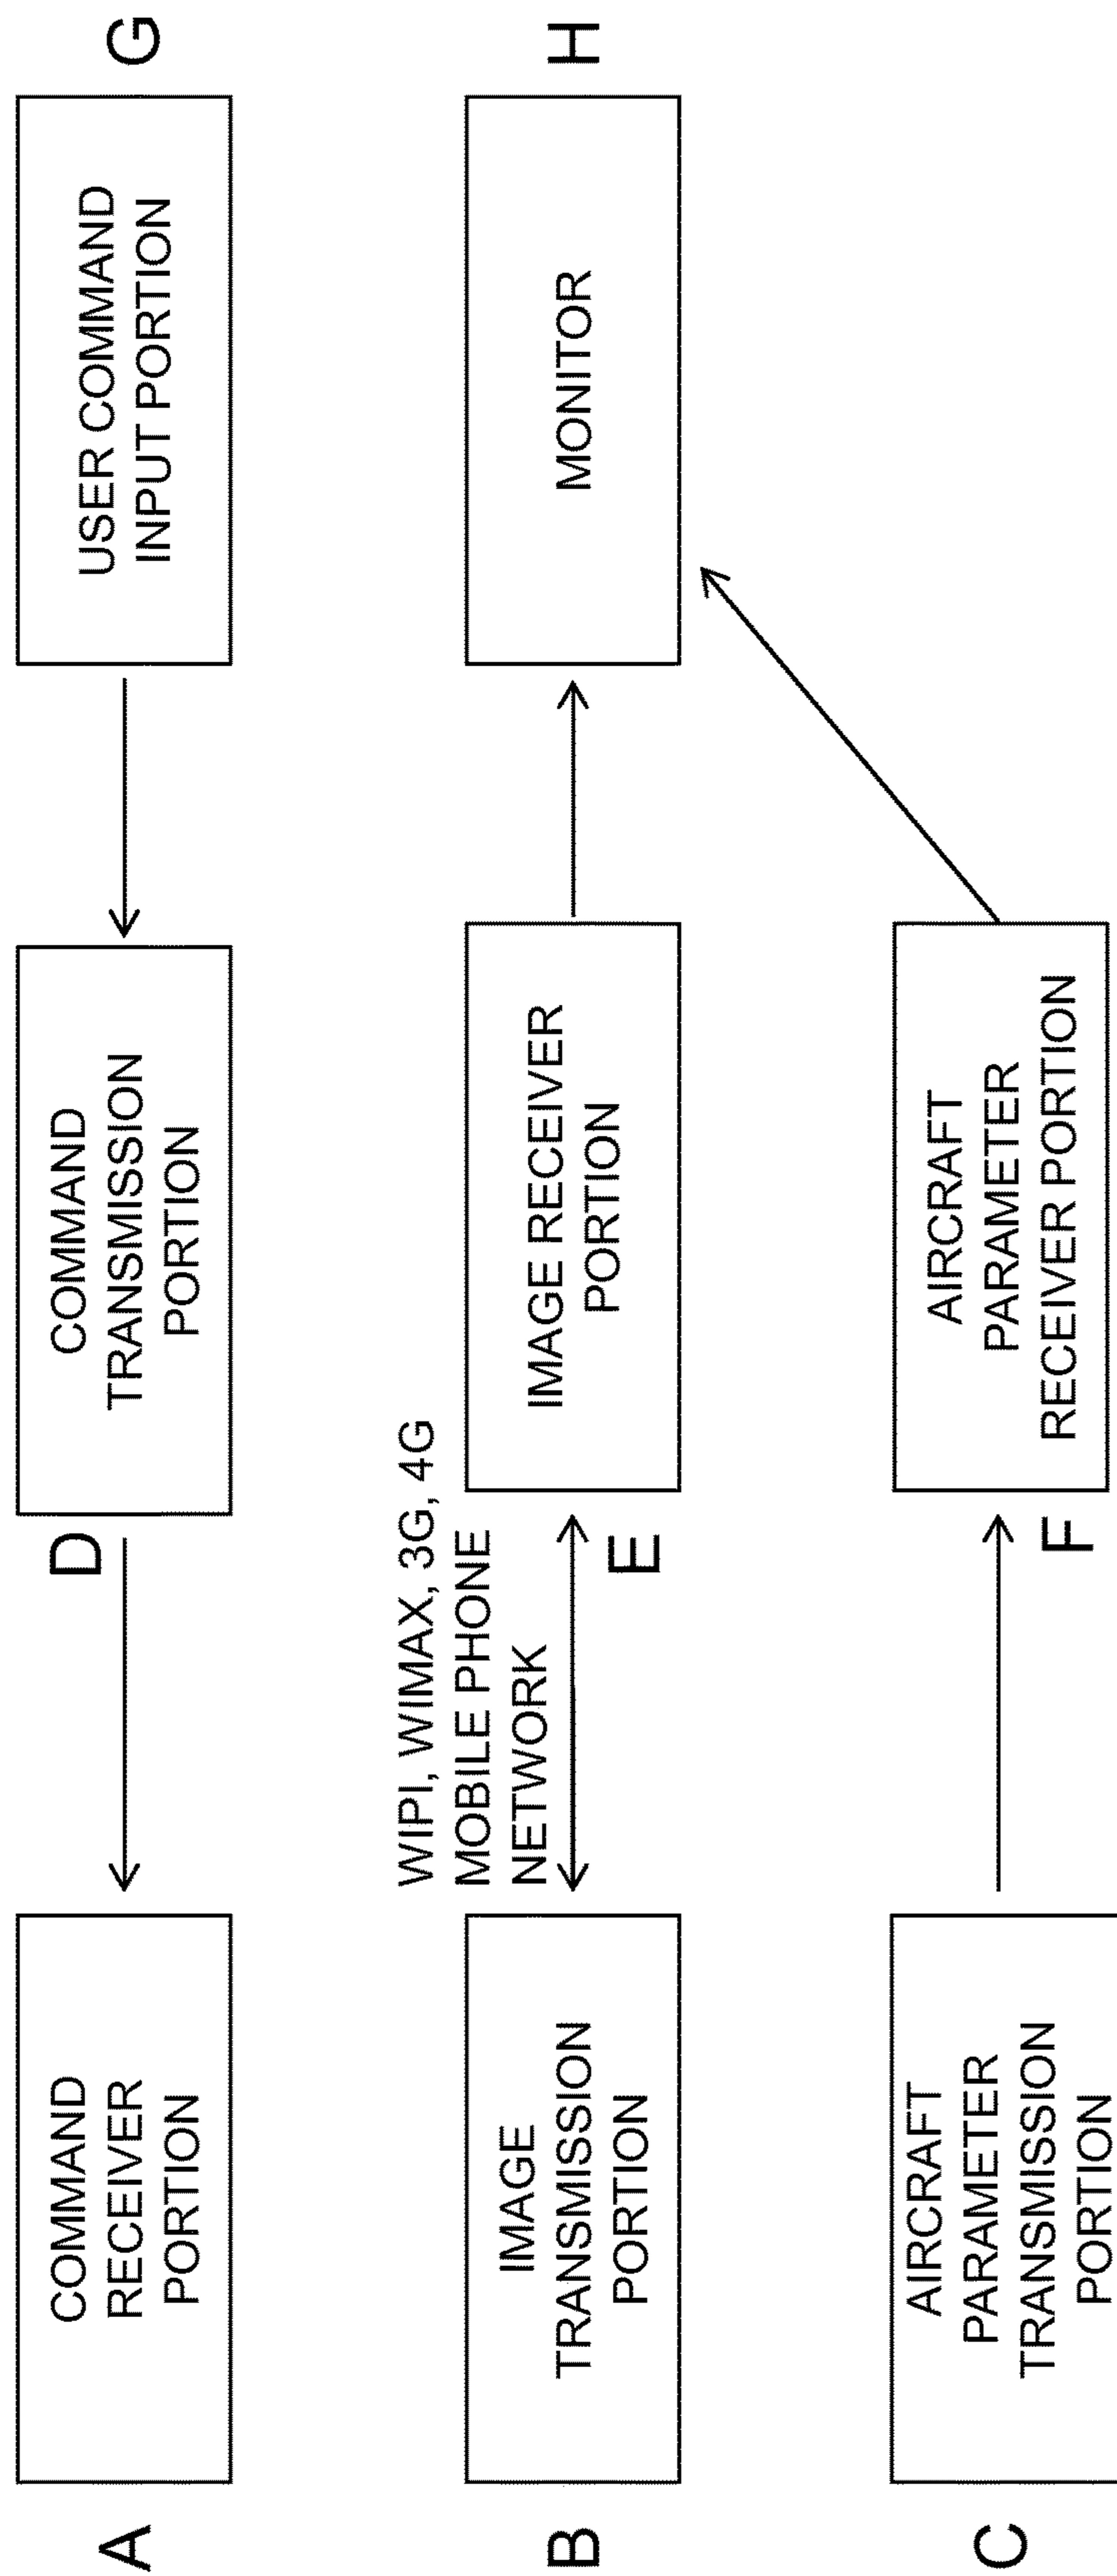 A
COMMAND
RECEIVER
PORTION
D
COMMAND
TRANSMISSION
PORTION
USER COMMAND
INPUT PORTION
G
B
IMAGE
TRANSMISSION
PORTION
WIPI, WIMAX, 3G, 4G
MOBILE PHONE
NETWORK
E
IMAGE RECEIVER
PORTION
MONITOR
H
C
AIRCRAFT
PARAMETER
TRANSMISSION
PORTION
F
AIRCRAFT
PARAMETER
RECEIVER PORTION